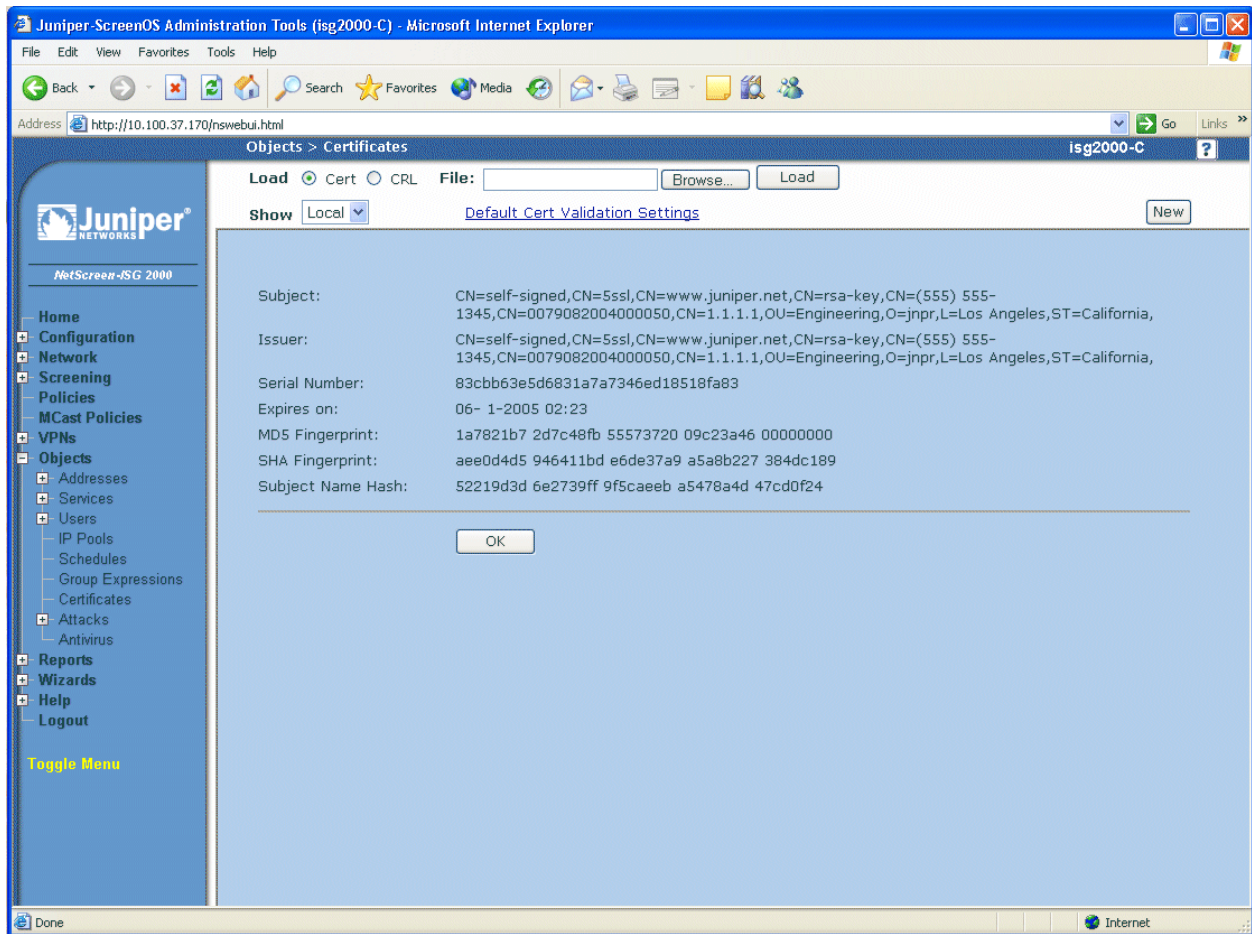 Juniper-ScreenOS Administration Tools (isg2000-C) - Microsoft Internet Explorer
File Edit View Favorites Tools Help
Back Search Favorites Media
Address http://10.100.37.170/nswebui.html Go Links »
Objects > Certificates isg2000-C ?
Load Cert CRL File: Browse... Load
Show Local Default Cert Validation Settings New
Juniper®
NETWORKS
NetScreen-ISG 2000
Home
Configuration
Network
Screening
Policies
MCast Policies
VPNs
Objects
Addresses
Services
Users
IP Pools
Schedules
Group Expressions
Certificates
Attacks
Antivirus
Reports
Wizards
Help
Logout
Toggle Menu
Subject: CN=self-signed,CN=5ssl,CN=www.juniper.net,CN=rsa-key,CN=(555) 555-
1345,CN=0079082004000050,CN=1.1.1.1,OU=Engineering,O=jnpr,L=Los Angeles,ST=California,
Issuer: CN=self-signed,CN=5ssl,CN=www.juniper.net,CN=rsa-key,CN=(555) 555-
1345,CN=0079082004000050,CN=1.1.1.1,OU=Engineering,O=jnpr,L=Los Angeles,ST=California,
Serial Number: 83cbb63e5d6831a7a7346ed18518fa83
Expires on: 06- 1-2005 02:23
MD5 Fingerprint: 1a7821b7 2d7c48fb 55573720 09c23a46 00000000
SHA Fingerprint: aee0d4d5 946411bd e6de37a9 a5a8b227 384dc189
Subject Name Hash: 52219d3d 6e2739ff 9f5caeeb a5478a4d 47cd0f24
OK
Done Internet